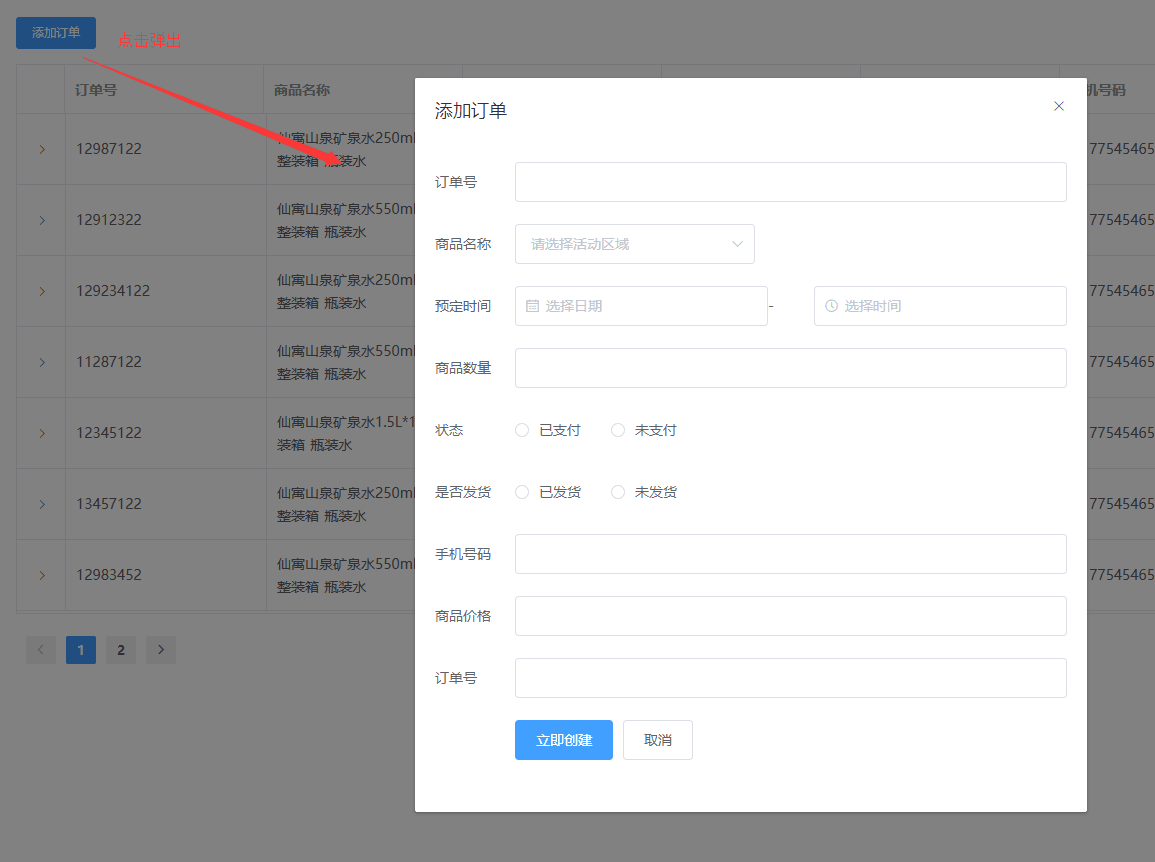 添加订单
点击弹出
订单号 商品名称 机号码
12987122 仙寓山泉矿泉水250ml
整装箱 瓶装水
77545465
12912322 仙寓山泉矿泉水550ml
整装箱 瓶装水
77545465
129234122 仙寓山泉矿泉水250ml
整装箱 瓶装水
77545465
11287122 仙寓山泉矿泉水550ml
整装箱 瓶装水
77545465
12345122 仙寓山泉矿泉水1.5L*1
装箱 瓶装水
77545465
13457122 仙寓山泉矿泉水250ml
整装箱 瓶装水
77545465
12983452 仙寓山泉矿泉水550ml
整装箱 瓶装水
77545465
1 2
添加订单
订单号
商品名称 请选择活动区域
预定时间 选择日期 - 选择时间
商品数量
状态 已支付 未支付
是否发货 已发货 未发货
手机号码
商品价格
订单号
立即创建 取消